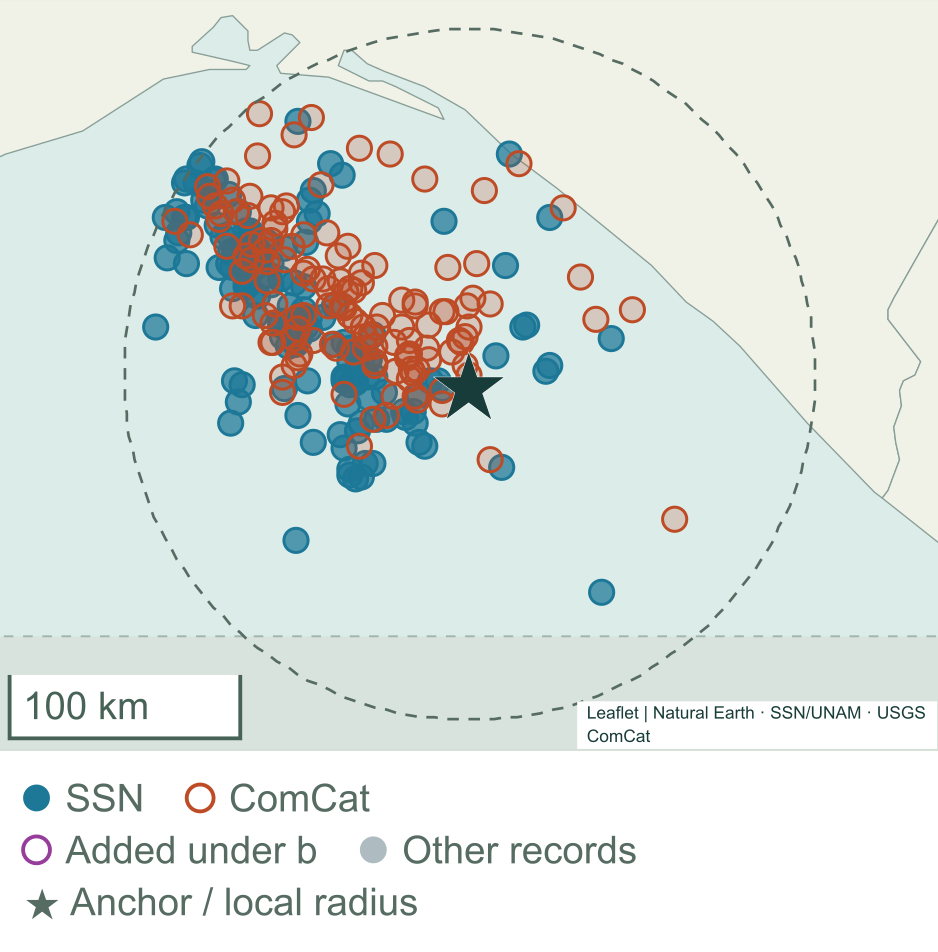 100 km
Leaflet | Natural Earth · SSN/UNAM · USGS
ComCat
SSN ComCat
Added under b Other records
Anchor / local radius